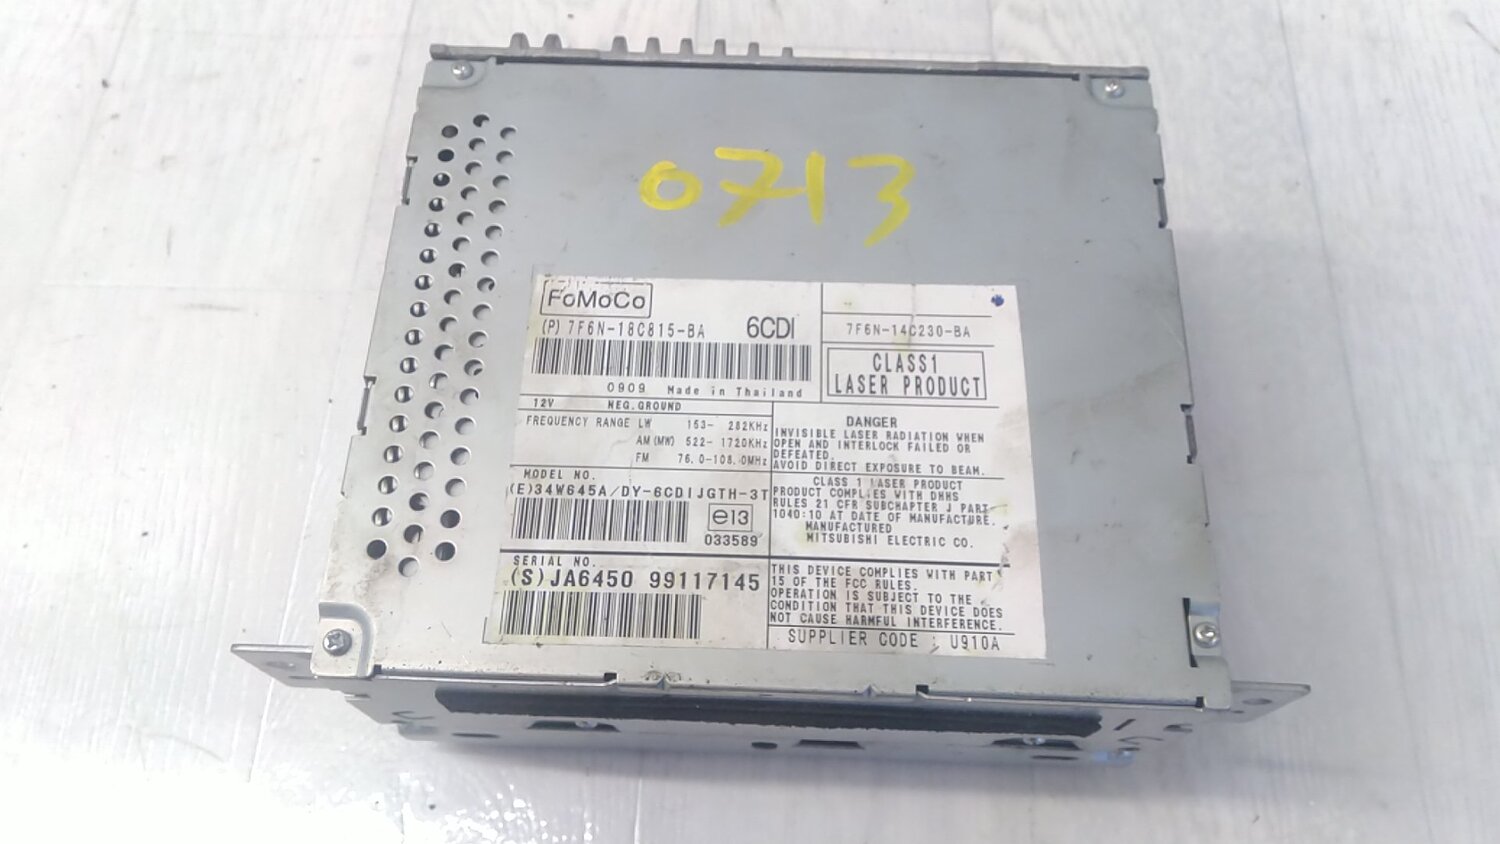 0713
FoMoCo
(P) 7F6N-18C815-BA 6CDI
0909 Made in Thailand
12V NEG.GROUND
FREQUENCY RANGE LW 153- 282KHz
AM(MW) 522- 1720KHz
FM 76.0-108.0MHz
MODEL NO.
(E)34W645A/DY-6CDIJGTH-3T
e13
033589
SERIAL NO.
(S)JA6450 99117145
7F6N-14C230-BA
CLASS1
LASER PRODUCT
DANGER
INVISIBLE LASER RADIATION WHEN
OPEN AND INTERLOCK FAILED OR
DEFEATED.
AVOID DIRECT EXPOSURE TO BEAM.
CLASS 1 LASER PRODUCT
PRODUCT COMPLIES WITH DHHS
RULES 21 CFR SUBCHAPTER J PART
1040:10 AT DATE OF MANUFACTURE.
MANUFACTURED
MITSUBISHI ELECTRIC CO.
THIS DEVICE COMPLIES WITH PART
15 OF THE FCC RULES.
OPERATION IS SUBJECT TO THE
CONDITION THAT THIS DEVICE DOES
NOT CAUSE HARMFUL INTERFERENCE.
SUPPLIER CODE : U910A